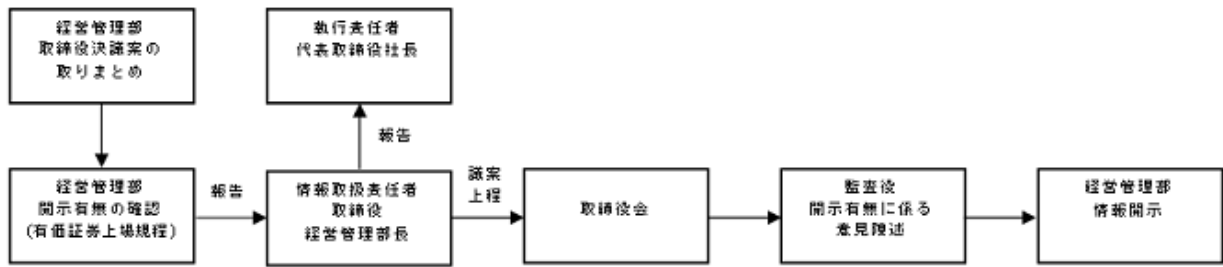 経営管理部
取締役決議案の
取りまとめ
執行責任者
代表取締役社長
報告
経営管理部
開示有無の確認
(有価証券上場規程)
報告
情報取扱責任者
取締役
経営管理部長
議案
上程
取締役会
監査役
開示有無に係る
意見陳述
経営管理部
情報開示